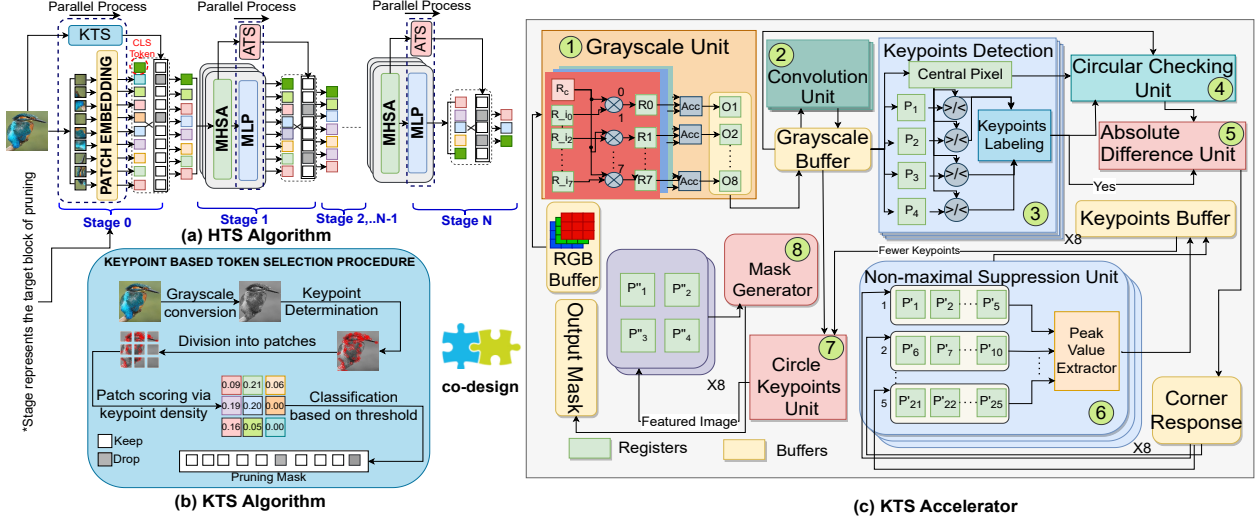 Parallel Process
KTS
CLS
Token
PATCH EMBEDDING
Stage 0
Parallel Process
ATS
MHSA
MLP
Stage 1
Stage 2,..N-1
Parallel Process
ATS
MHSA
MLP
Stage N
(a) HTS Algorithm
*Stage represents the target block of pruning
KEYPOINT BASED TOKEN SELECTION PROCEDURE
Grayscale
conversion
Keypoint
Determination
Division into patches
Patch scoring via
keypoint density
0.09 0.21 0.06
0.19 0.20 0.00
0.16 0.05 0.00
Classification
based on threshold
Keep
Drop
Pruning Mask
(b) KTS Algorithm
co-design
1
Grayscale Unit
R_c
R_i0
R_i2
R_i7
0
1
7
R0
R1
R7
Acc
Acc
Acc
O1
O2
O8
RGB
Buffer
2
Convolution
Unit
Grayscale
Buffer
Keypoints Detection
Central Pixel
P1
P2
P3
P4
>/<
>/<
>/<
>/<
Keypoints
Labeling
3
X8
Circular Checking
Unit
4
5
Absolute
Difference Unit
Yes
Keypoints Buffer
Fewer Keypoints
Output Mask
P"1
P"2
P"3
P"4
X8
8
Mask
Generator
7
Circle
Keypoints
Unit
Featured Image
Registers
Buffers
Non-maximal Suppression Unit
1
P'1
P'2
P'5
2
P'6
P'7
P'10
5
P'21
P'22
P'25
Peak
Value
Extractor
6
X8
Corner
Response
(c) KTS Accelerator